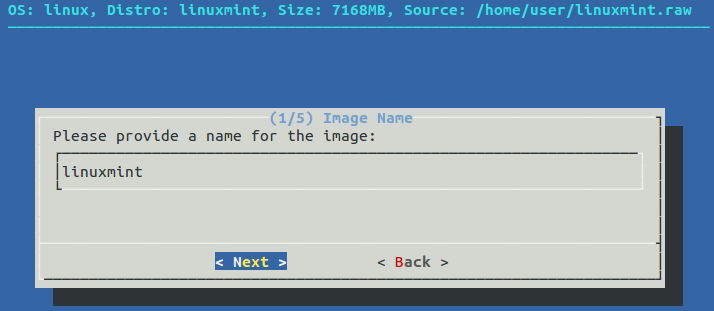 OS: linux, Distro: linuxmint, Size: 7168MB, Source: /home/user/linuxmint.raw
(1/5) Image Name
Please provide a name for the image:
linuxmint
< Next > < Back >